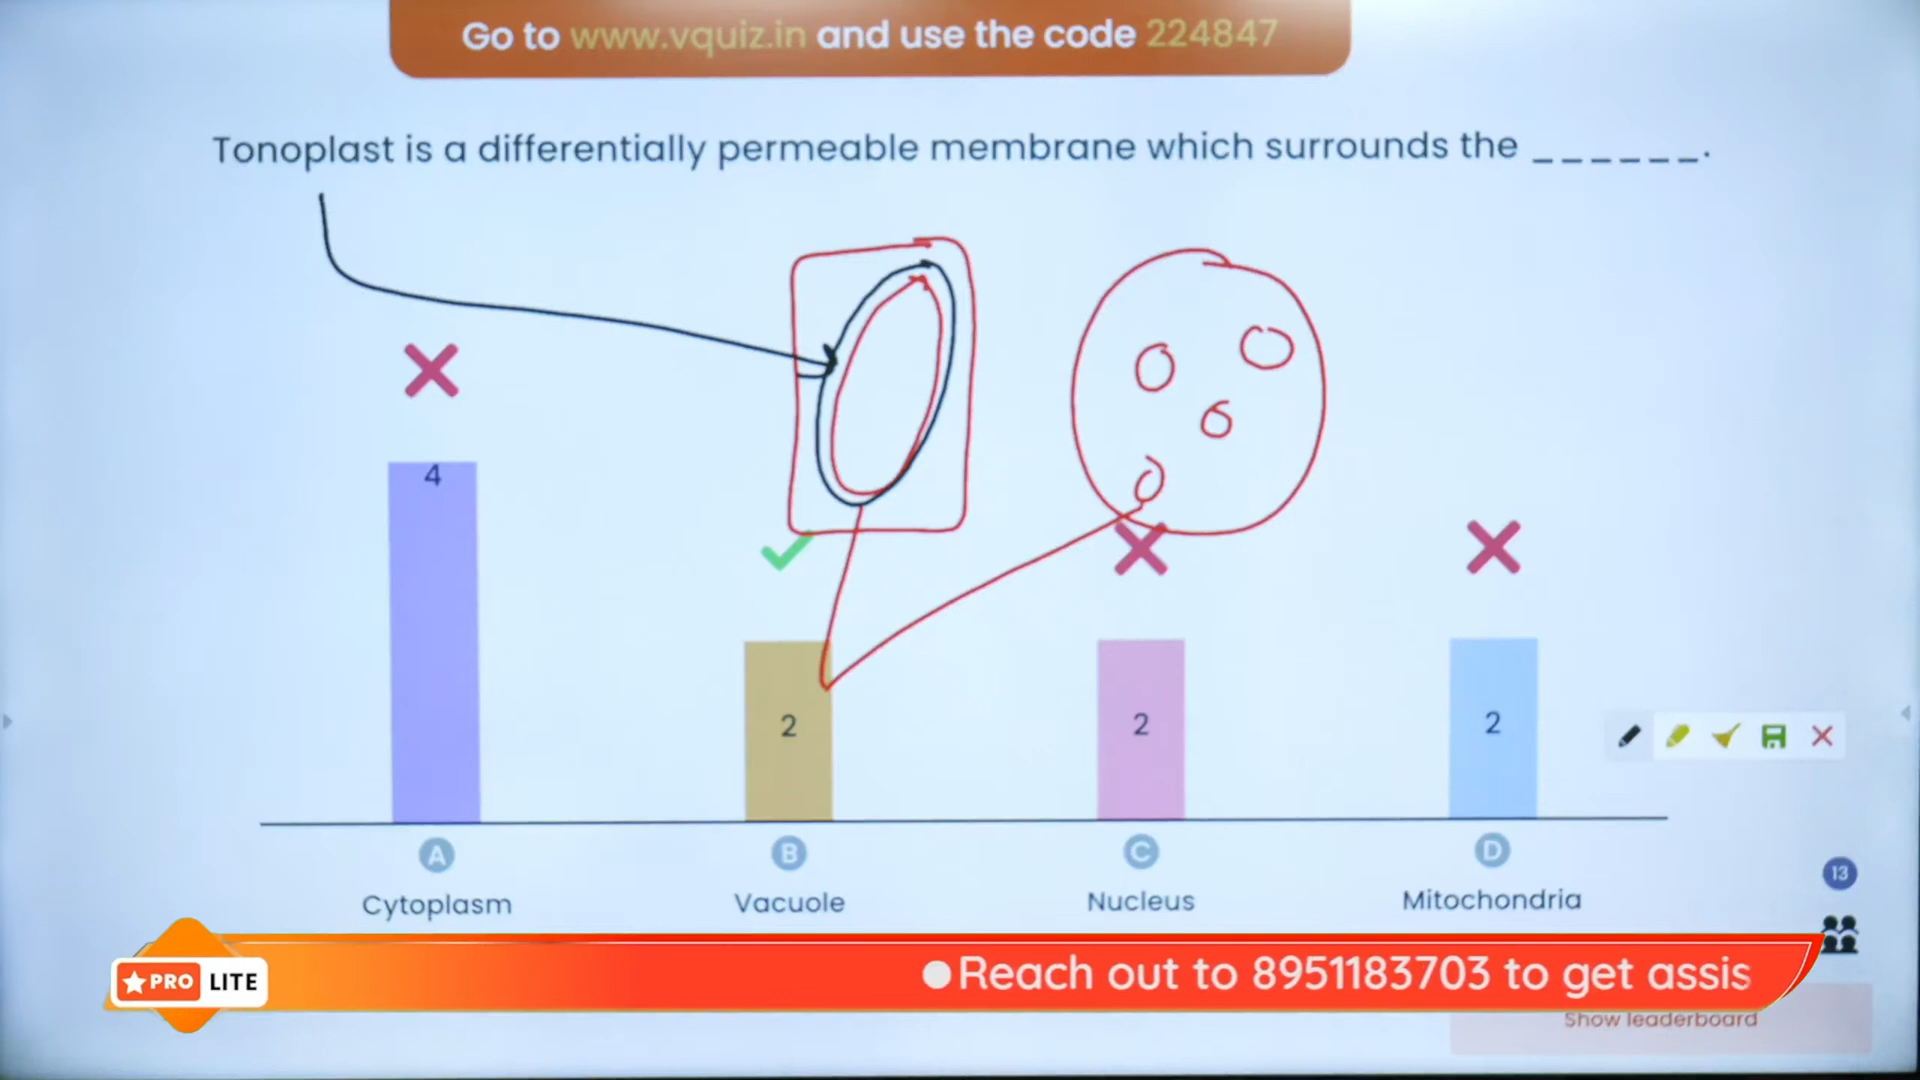 Go to www.vquiz.in and use the code 224847
Tonoplast is a differentially permeable membrane which surrounds the ______.
4
2
2
2
A
B
C
D
Cytoplasm
Vacuole
Nucleus
Mitochondria
13
PRO LITE
Reach out to 8951183703 to get assis
Show leaderboard